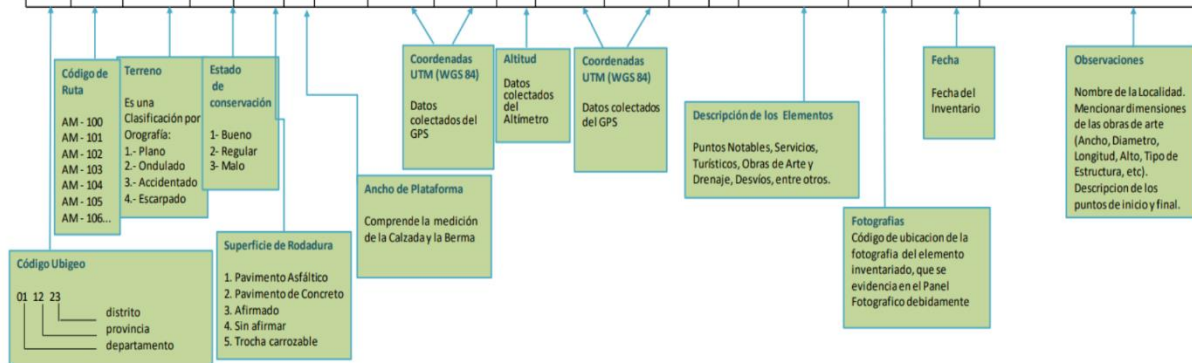 Código de
Ruta
AM - 100
AM - 101
AM - 102
AM - 103
AM - 104
AM - 105
AM - 106...
Terreno
Es una
Clasificación por
Orografía:
1.- Plano
2.- Ondulado
3.- Accidentado
4.- Escarpado
Estado
de
conservación
1- Bueno
2- Regular
3- Malo
Coordenadas
UTM (WGS 84)
Datos
colectados del
GPS
Altitud
Datos
colectados
del
Altímetro
Coordenadas
UTM (WGS 84)
Datos colectados
del GPS
Descripción de los Elementos
Puntos Notables, Servicios,
Turísticos, Obras de Arte y
Drenaje, Desvíos, entre otros.
Fecha
Fecha del
Inventario
Observaciones
Nombre de la Localidad.
Mencionar dimensiones
de las obras de arte
(Ancho, Diametro,
Longitud, Alto, Tipo de
Estructura, etc).
Descripcion de los
puntos de inicio y final.
Código Ubigeo
01 12 23
distrito
provincia
departamento
Superficie de Rodadura
1. Pavimento Asfáltico
2. Pavimento de Concreto
3. Afirmado
4. Sin afirmar
5. Trocha carrozable
Ancho de Plataforma
Comprende la medición
de la Calzada y la Berma
Fotografías
Código de ubicacion de la
fotografia del elemento
inventariado, que se
evidencia en el Panel
Fotografico debidamente